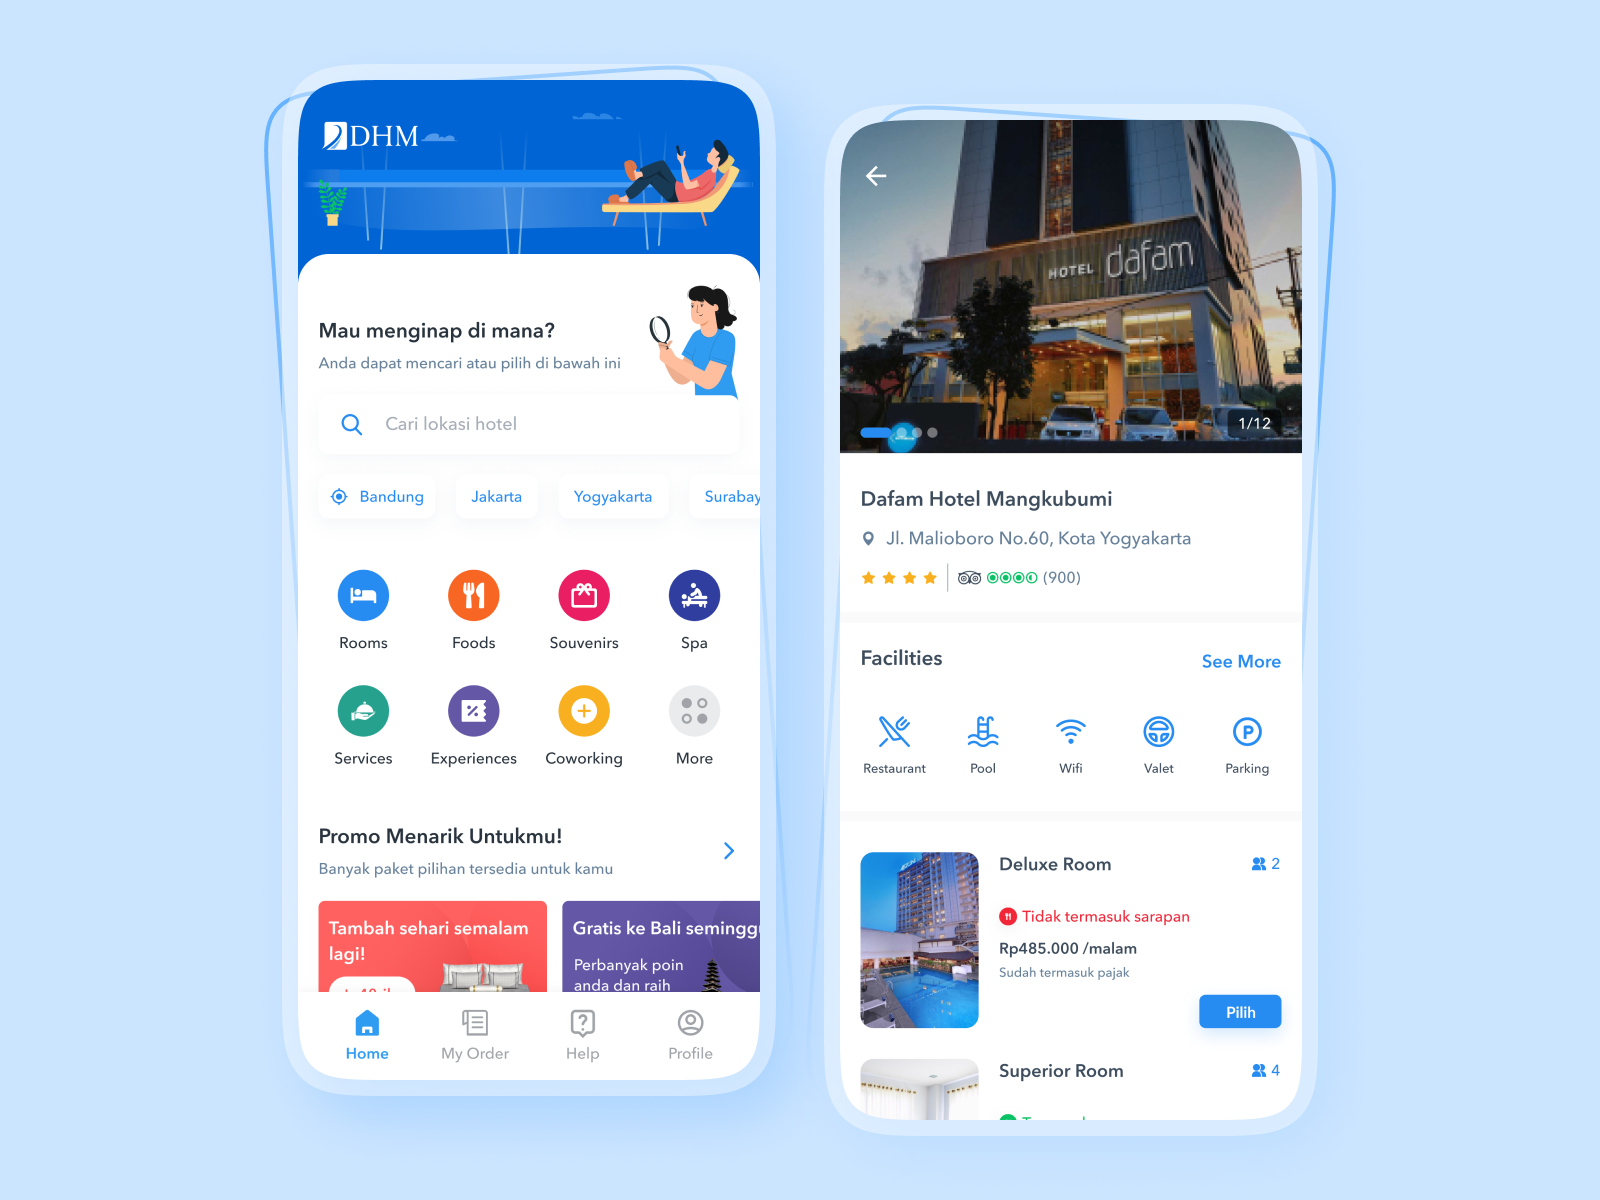 DHM
Mau menginap di mana?
Anda dapat mencari atau pilih di bawah ini
Cari lokasi hotel
Bandung
Jakarta
Yogyakarta
Surabay
Rooms
Foods
Souvenirs
Spa
Services
Experiences
Coworking
More
Promo Menarik Untukmu!
Banyak paket pilihan tersedia untuk kamu
Tambah sehari semalam
lagi!
Gratis ke Bali seminggu
Perbanyak poin
anda dan raih
Home
My Order
Help
Profile
HOTEL dafam
1/12
Dafam Hotel Mangkubumi
Jl. Malioboro No.60, Kota Yogyakarta
(900)
Facilities
See More
Restaurant
Pool
Wifi
Valet
P
Parking
Deluxe Room
2
Tidak termasuk sarapan
Rp485.000 /malam
Sudah termasuk pajak
Pilih
Superior Room
4